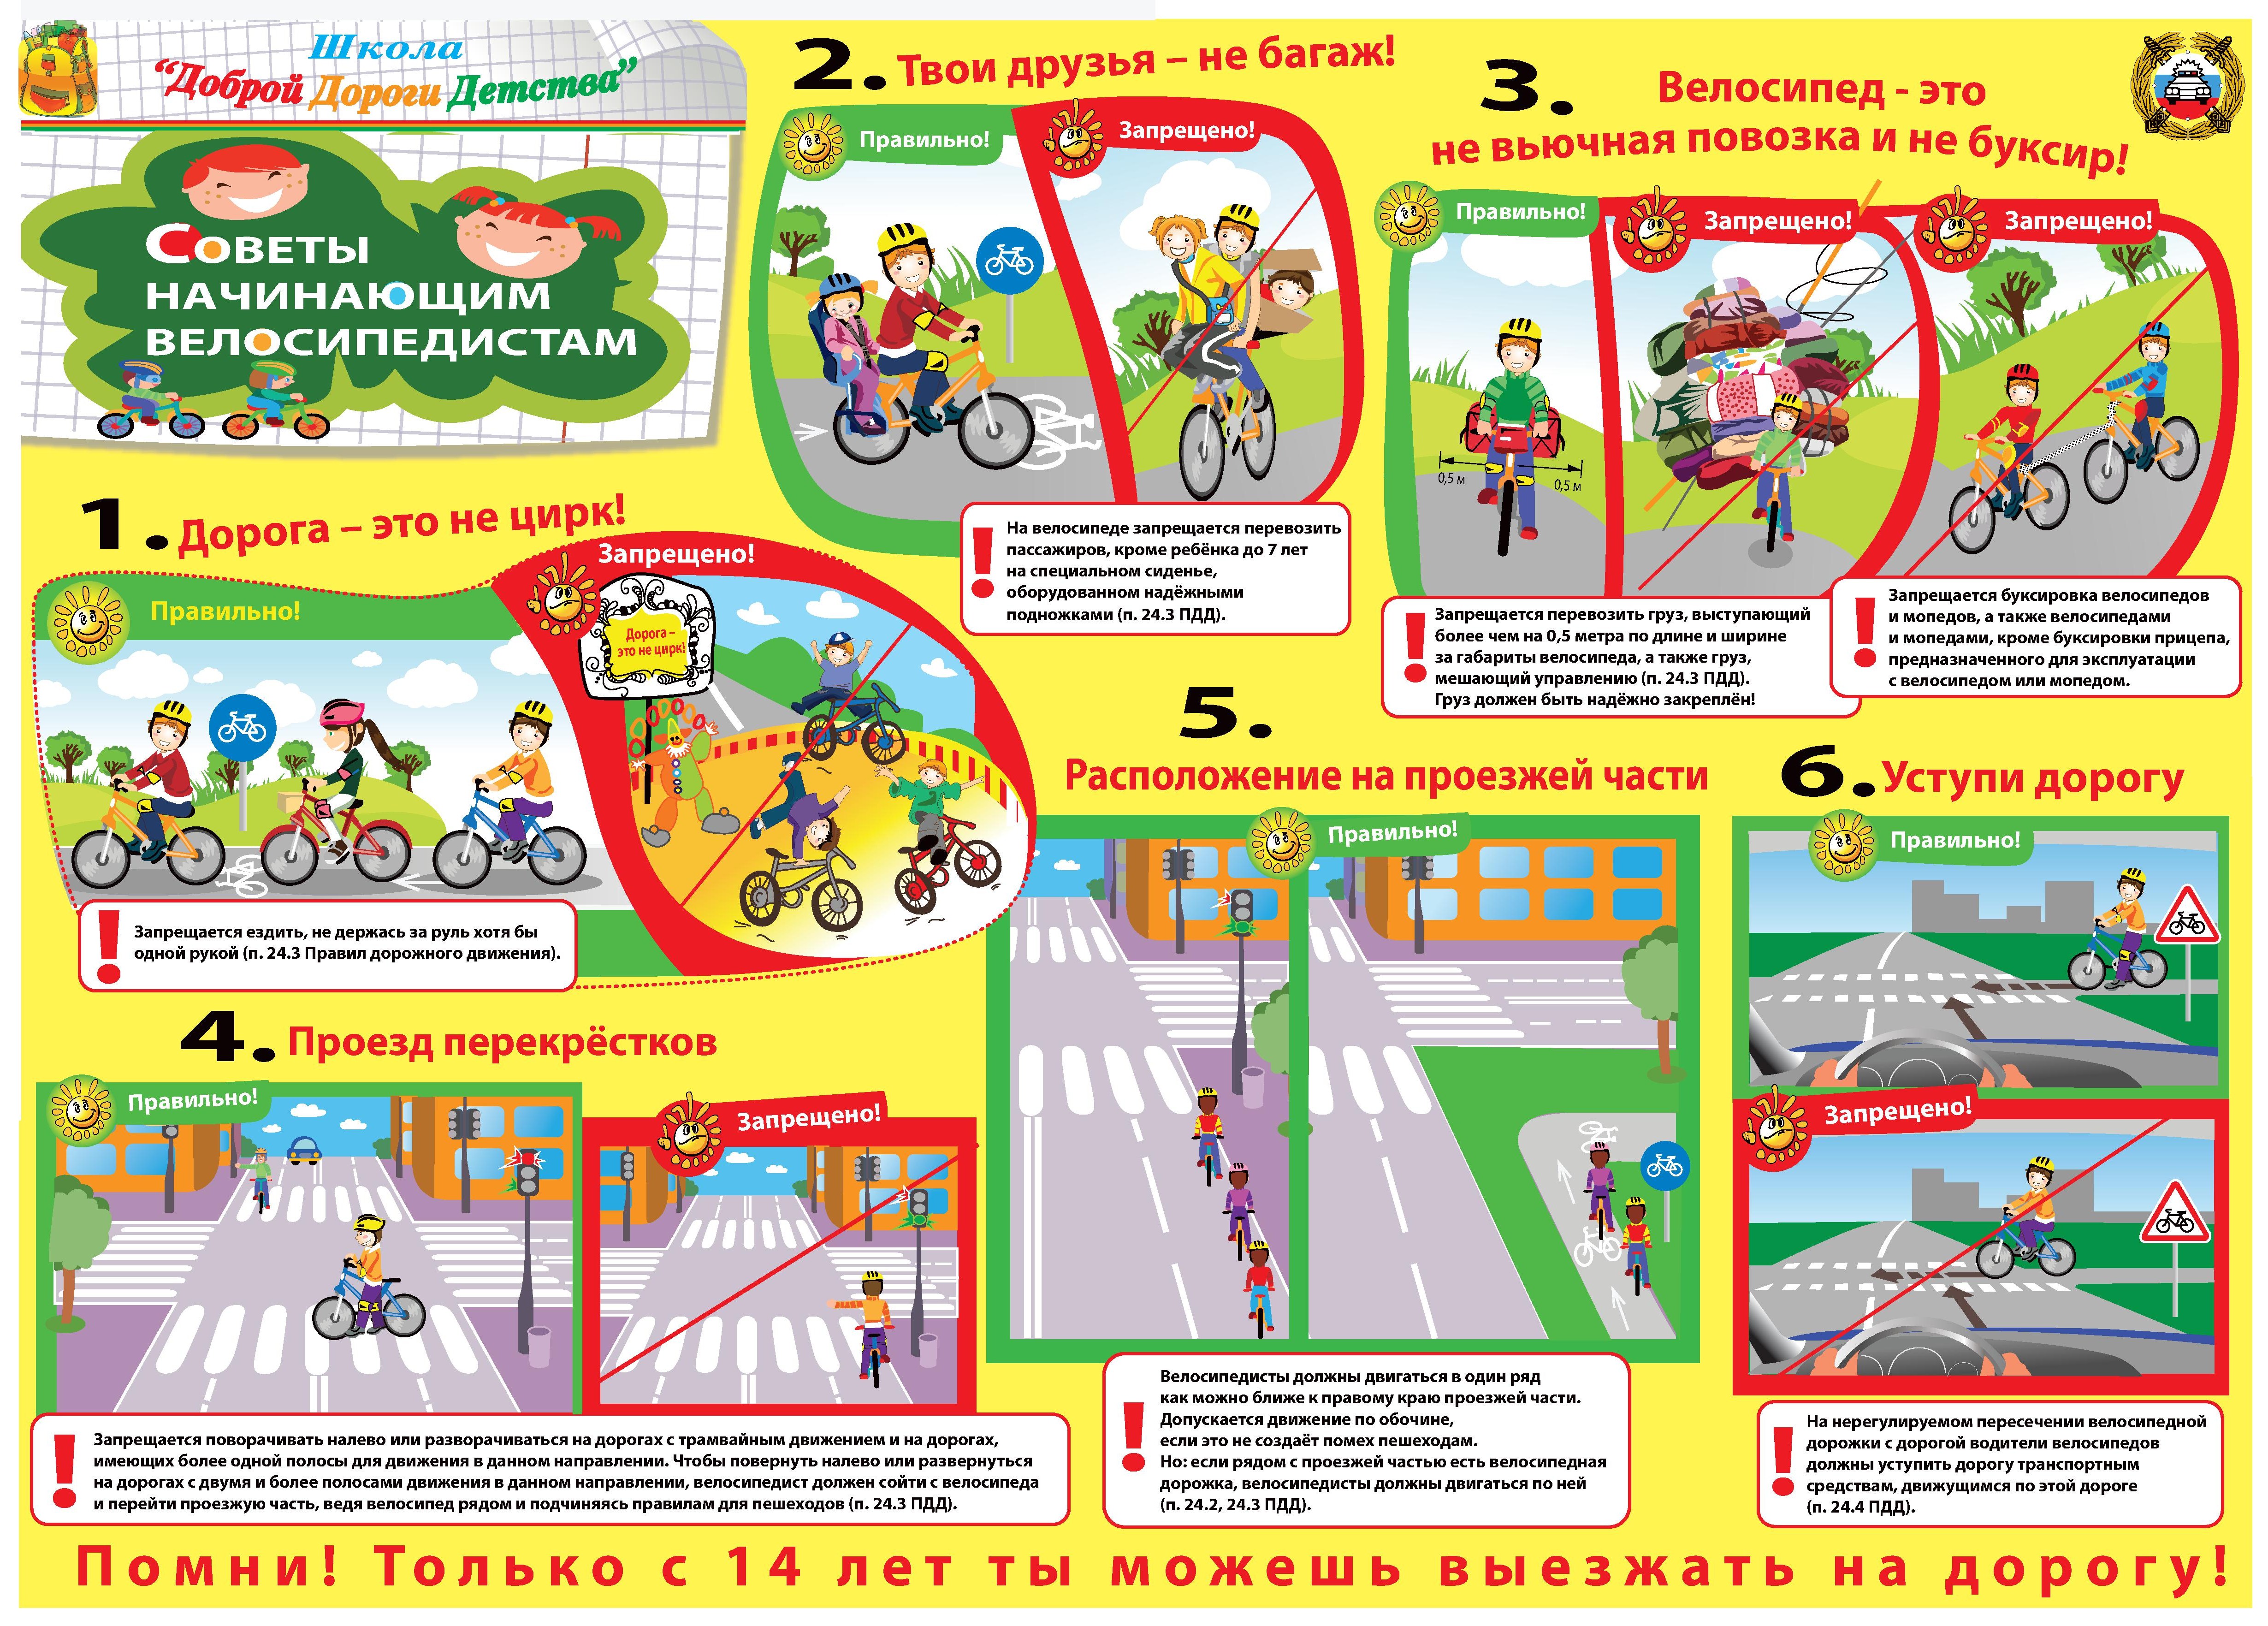 Школа
“Доброй Дороги Детства”
Советы
начинающим
велосипедистам
1. Дорога – это не цирк!
Правильно!
Запрещено!
Дорога –
это не цирк!
Запрещается ездить, не держась за руль хотя бы
одной рукой (п. 24.3 Правил дорожного движения).
2. Твои друзья – не багаж!
Правильно!
Запрещено!
На велосипеде запрещается перевозить
пассажиров, кроме ребёнка до 7 лет
на специальном сиденье,
оборудованном надёжными
подножками (п. 24.3 ПДД).
3. Велосипед - это
не вьючная повозка и не буксир!
Правильно!
Запрещено!
Запрещено!
0,5 м
0,5 м
Запрещается перевозить груз, выступающий
более чем на 0,5 метра по длине и ширине
за габариты велосипеда, а также груз,
мешающий управлению (п. 24.3 ПДД).
Груз должен быть надёжно закреплён!
Запрещается буксировка велосипедов
и мопедов, а также велосипедами
и мопедами, кроме буксировки прицепа,
предназначенного для эксплуатации
с велосипедом или мопедом.
4. Проезд перекрёстков
Правильно!
Запрещено!
Запрещается поворачивать налево или разворачиваться на дорогах с трамвайным движением и на дорогах,
имеющих более одной полосы для движения в данном направлении. Чтобы повернуть налево или развернуться
на дорогах с двумя и более полосами движения в данном направлении, велосипедист должен сойти с велосипеда
и перейти проезжую часть, ведя велосипед рядом и подчиняясь правилам для пешеходов (п. 24.3 ПДД).
5.
Расположение на проезжей части
Правильно!
Велосипедисты должны двигаться в один ряд
как можно ближе к правому краю проезжей части.
Допускается движение по обочине,
если это не создаёт помех пешеходам.
Но: если рядом с проезжей частью есть велосипедная
дорожка, велосипедисты должны двигаться по ней
(п. 24.2, 24.3 ПДД).
6. Уступи дорогу
Правильно!
Запрещено!
На нерегулируемом пересечении велосипедной
дорожки с дорогой водители велосипедов
должны уступить дорогу транспортным
средствам, движущимся по этой дороге
(п. 24.4 ПДД).
Помни! Только с 14 лет ты можешь выезжать на дорогу!